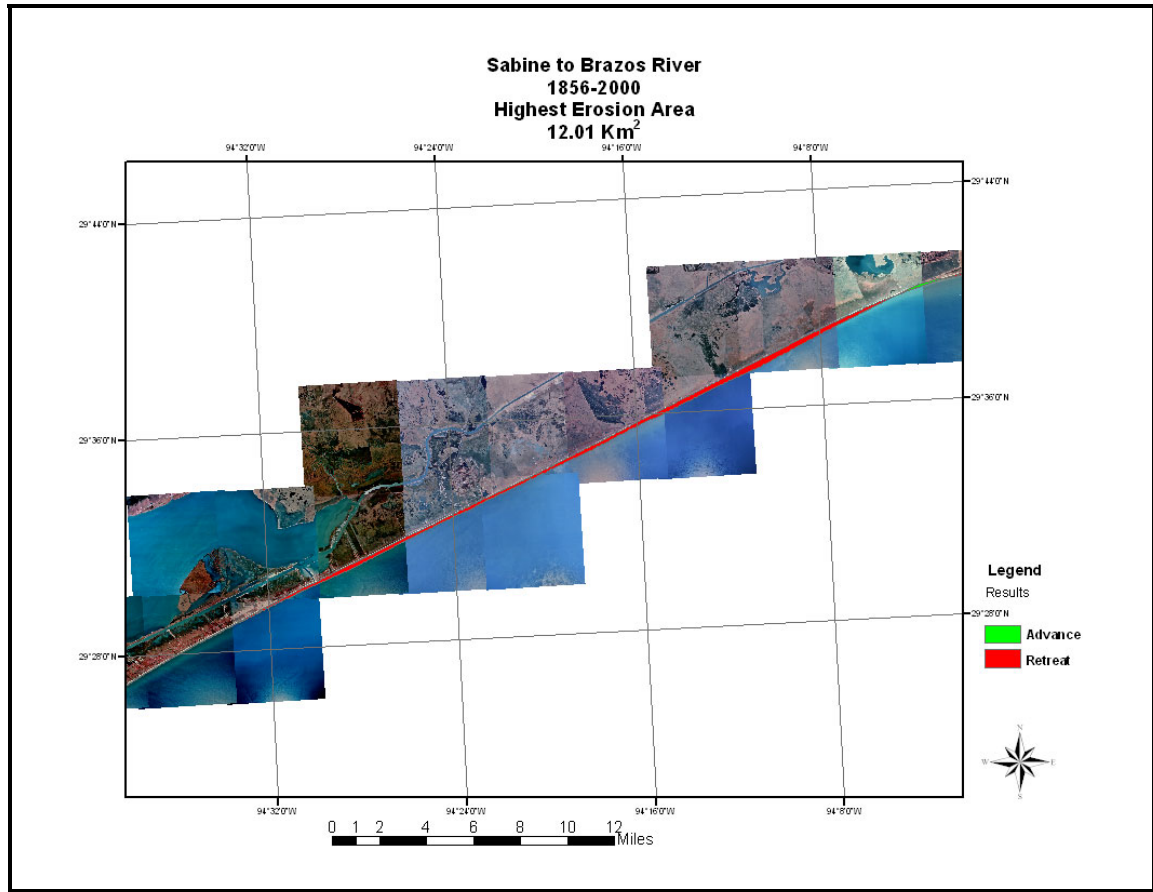 Sabine to Brazos River
1856-2000
Highest Erosion Area
12.01 Km²
94°32'0"W 94°24'0"W 94°16'0"W 94°8'0"W
29°44'0"N 29°44'0"N
29°36'0"N 29°36'0"N
29°28'0"N 29°28'0"N
94°32'0"W 94°24'0"W 94°16'0"W 94°8'0"W
0 1 2 4 6 8 10 12
Miles
Legend
Results
Advance
Retreat
N
W E
S